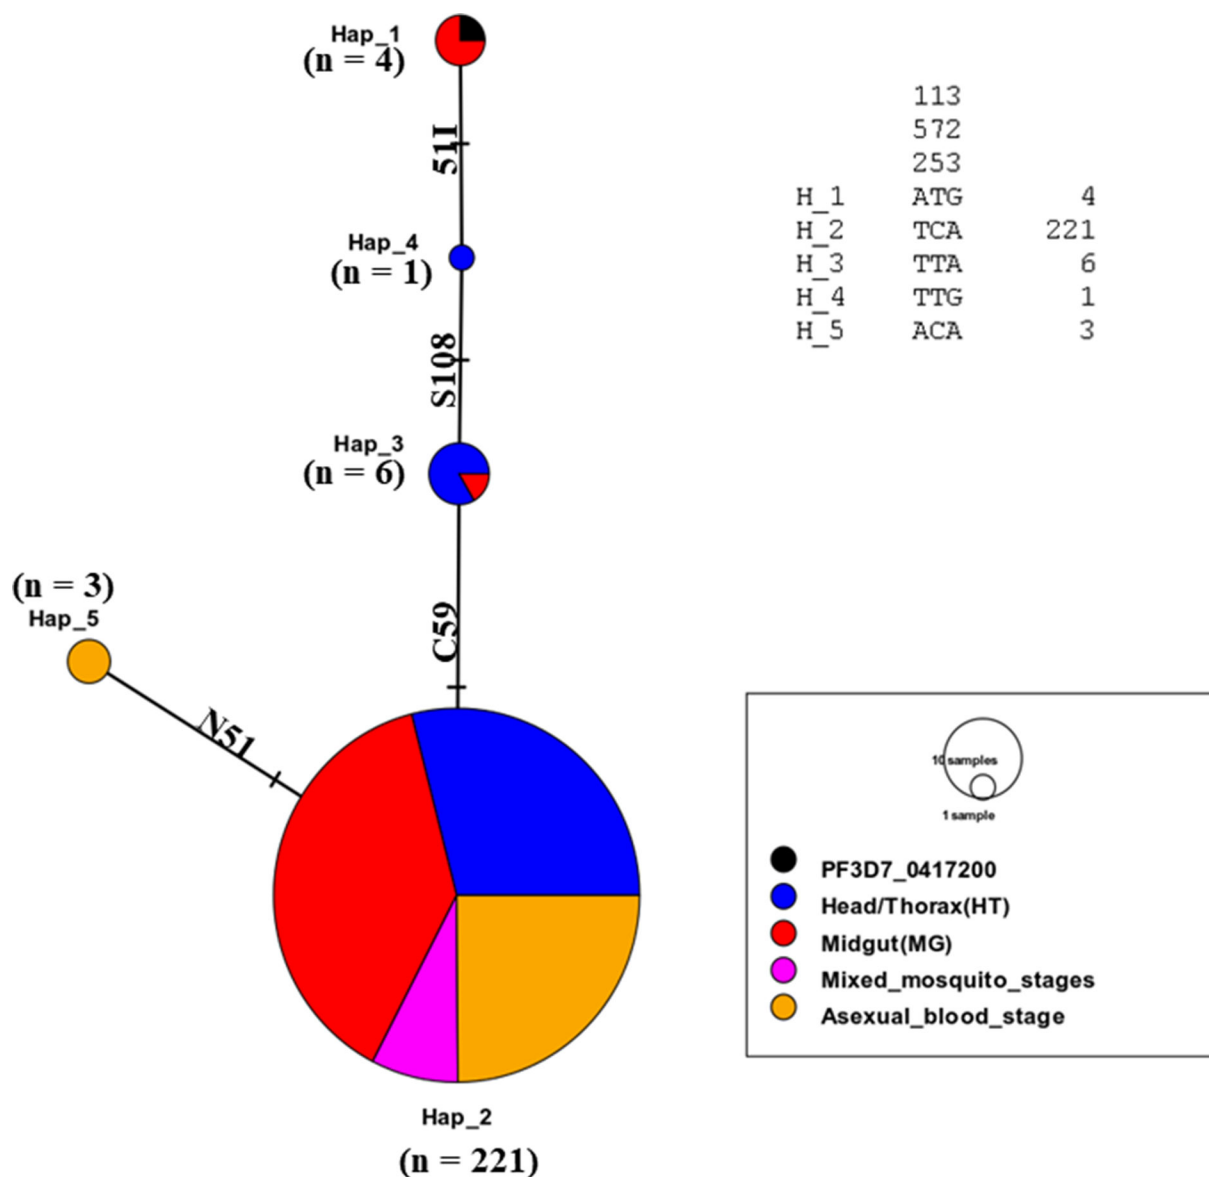 Hap_1
(n = 4)
51I
Hap_4
(n = 1)
S108
Hap_3
(n = 6)
C59
(n = 3)
Hap_5
N51
Hap_2
(n = 221)
113
572
253
H_1 ATG 4
H_2 TCA 221
H_3 TTA 6
H_4 TTG 1
H_5 ACA 3
10 samples
1 sample
PF3D7_0417200
Head/Thorax(HT)
Midgut(MG)
Mixed_mosquito_stages
Asexual_blood_stage